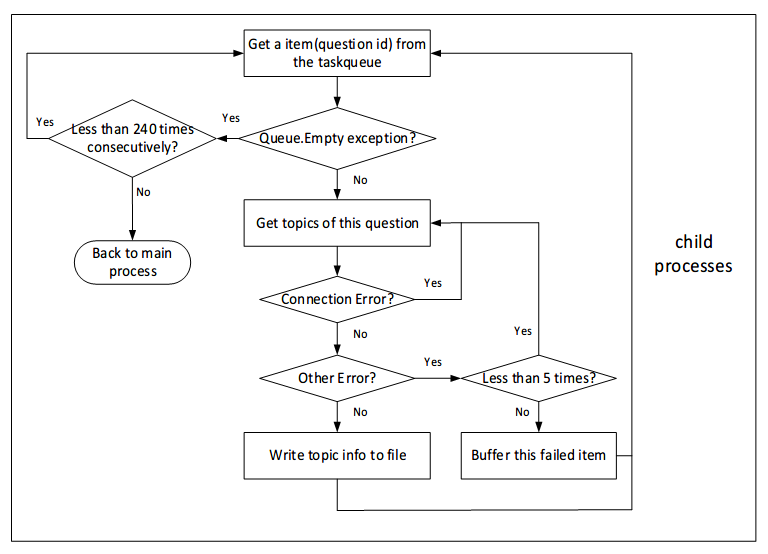 Get a item(question id) from
the taskqueue
Yes
Less than 240 times
consecutively?
Yes
Queue.Empty exception?
No
No
Get topics of this question
Back to main
process
child
processes
Yes
Connection Error?
No
Yes
Other Error?
Yes
Less than 5 times?
No
No
Write topic info to file
Buffer this failed item